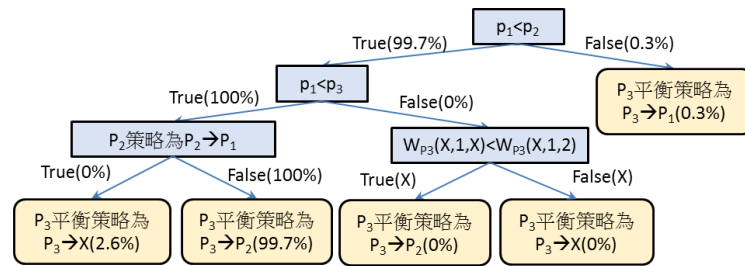 p₁<p₂
True(99.7%)
False(0.3%)
p₁<p₃
P₃平衡策略為
P₃→P₁(0.3%)
True(100%)
False(0%)
P₂策略為P₂→P₁
W_P3(X,1,X)<W_P3(X,1,2)
True(0%)
False(100%)
True(X)
False(X)
P₃平衡策略為
P₃→X(2.6%)
P₃平衡策略為
P₃→P₂(99.7%)
P₃平衡策略為
P₃→P₂(0%)
P₃平衡策略為
P₃→X(0%)